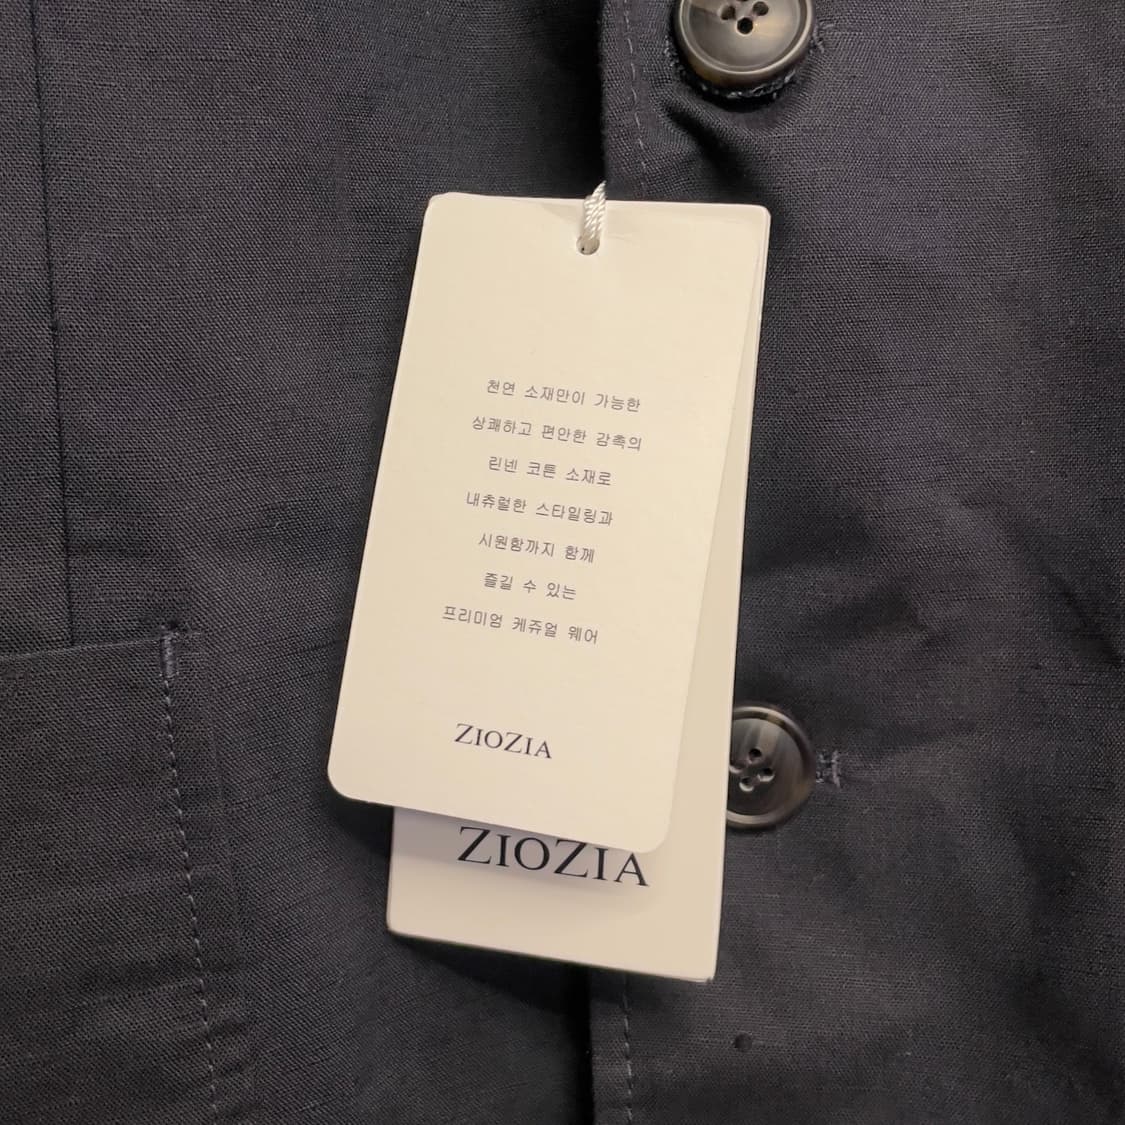 천연 소재만이 가능한
상쾌하고 편안한 감촉의
린넨 코튼 소재로
내츄럴한 스타일링과
시원함까지 함께
즐길 수 있는
프리미엄 케쥬얼 웨어
ZIOZIA
ZIOZIA